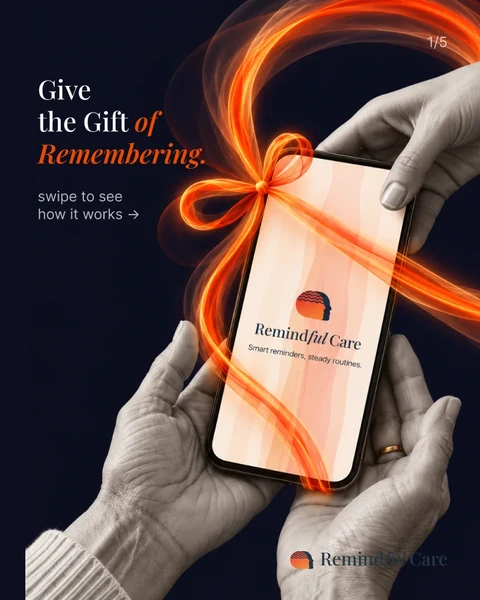 1/5
Give
the Gift of
Remembering.
swipe to see
how it works →
Remindful Care
Smart reminders, steady routines.
Remindful Care